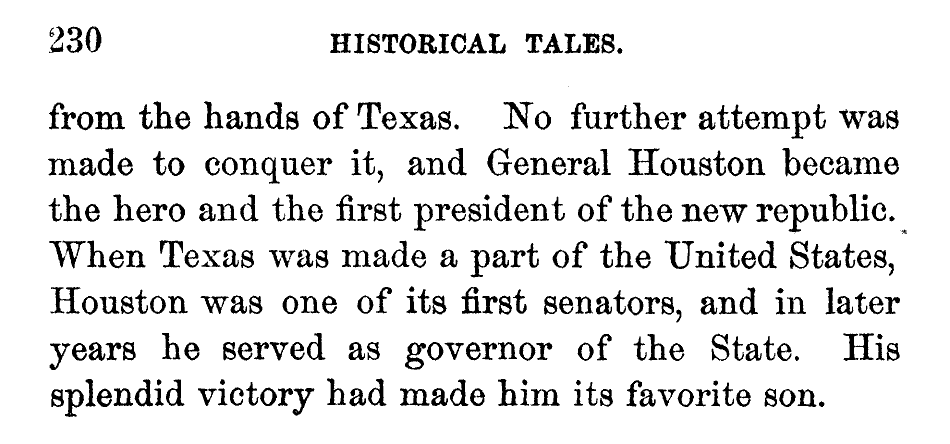 230 HISTORICAL TALES.
from the hands of Texas. No further attempt was
made to conquer it, and General Houston became
the hero and the first president of the new republic.
When Texas was made a part of the United States,
Houston was one of its first senators, and in later
years he served as governor of the State. His
splendid victory had made him its favorite son.